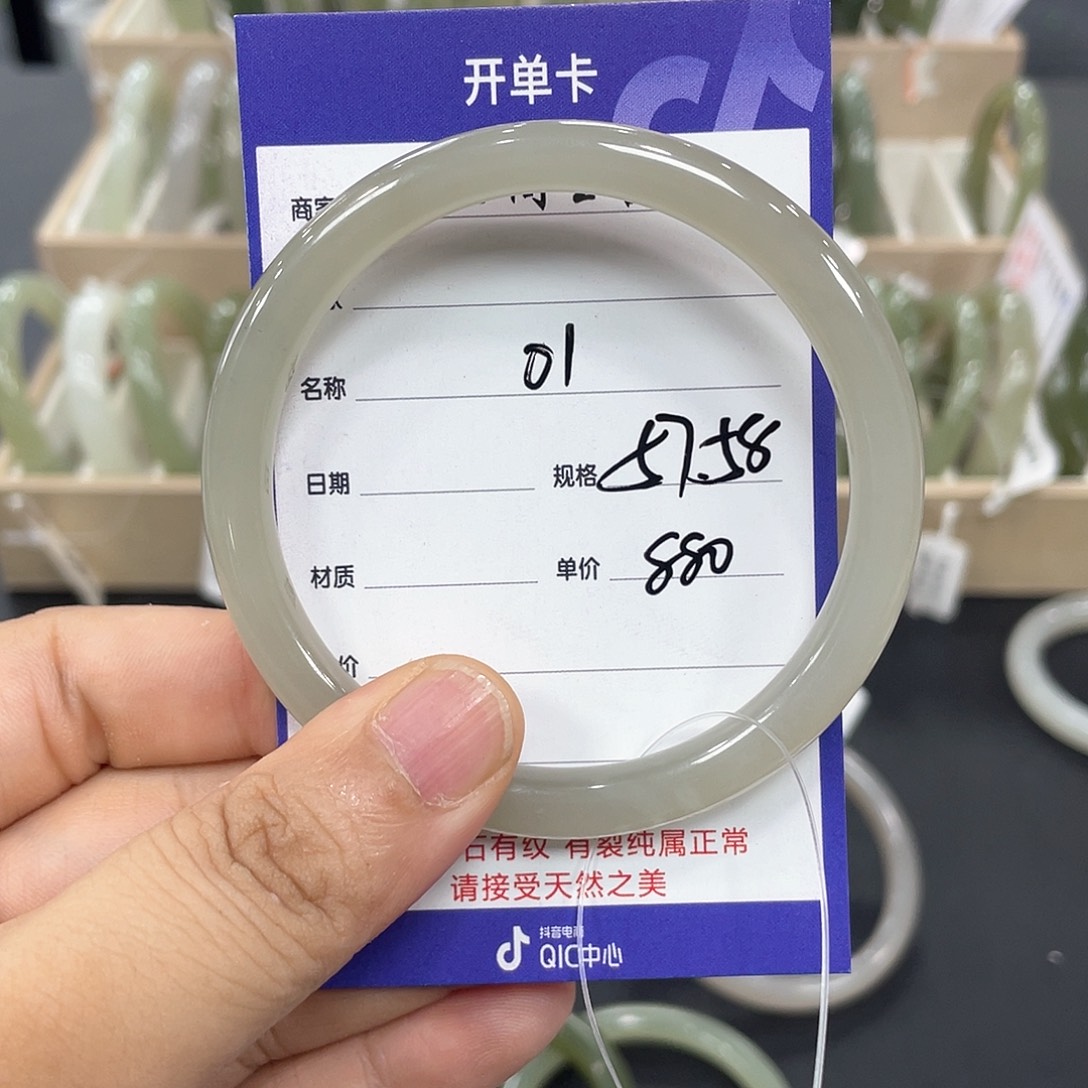 开单卡
商家
名称 01
日期 规格 57.58
材质 单价 880
价
石有纹 有裂纯属正常
请接受天然之美
抖音电商
QIC中心